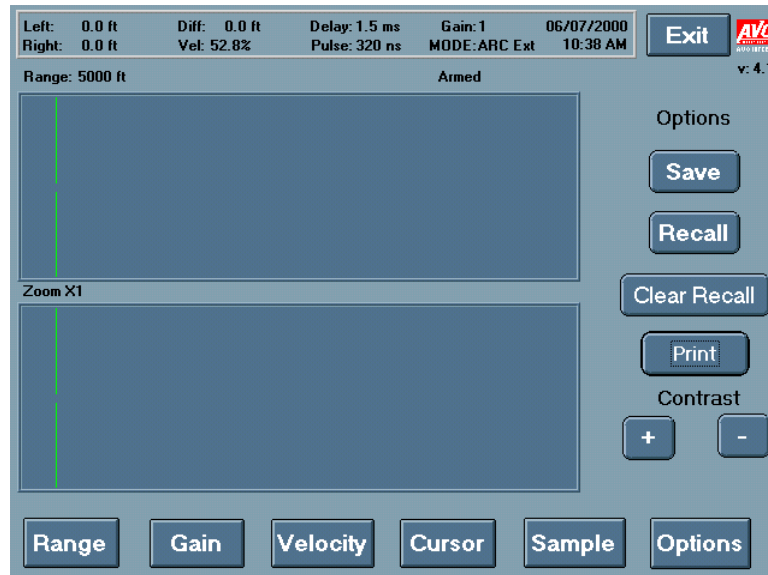 Left: 0.0 ft Diff: 0.0 ft Delay: 1.5 ms Gain: 1 06/07/2000
Right: 0.0 ft Vel: 52.8% Pulse: 320 ns MODE:ARC Ext 10:38 AM
Exit
Range: 5000 ft Armed
Options
Save
Recall
Zoom X1
Clear Recall
Print
Contrast
+ -
Range Gain Velocity Cursor Sample Options